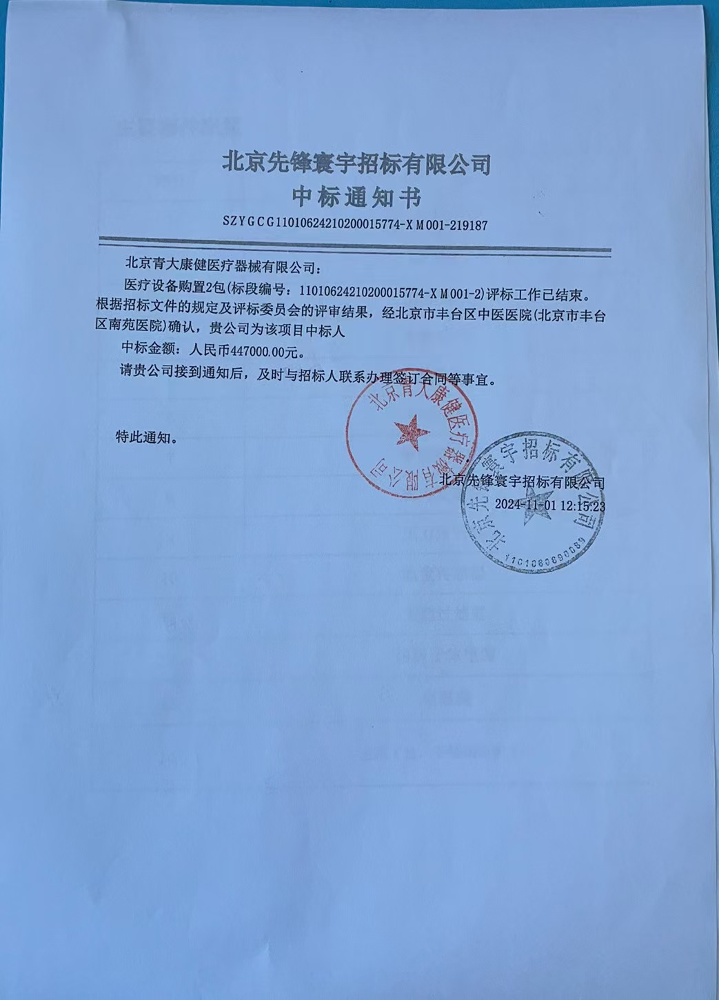 北京先锋寰宇招标有限公司
中标通知书
SZYGCG11010624210200015774-XM001-219187
北京青大康健医疗器械有限公司：
医疗设备购置2包(标段编号：11010624210200015774-XM001-2)评标工作已结束。
根据招标文件的规定及评标委员会的评审结果，经北京市丰台区中医医院(北京市丰台
区南苑医院)确认，贵公司为该项目中标人
中标金额：人民币447000.00元。
请贵公司接到通知后，及时与招标人联系办理签订合同等事宜。
北京青大康健医疗器械有限公司
特此通知。
北京先锋寰宇招标有限公司
2024-11-01 12:15:23
北京先锋寰宇招标有限公司